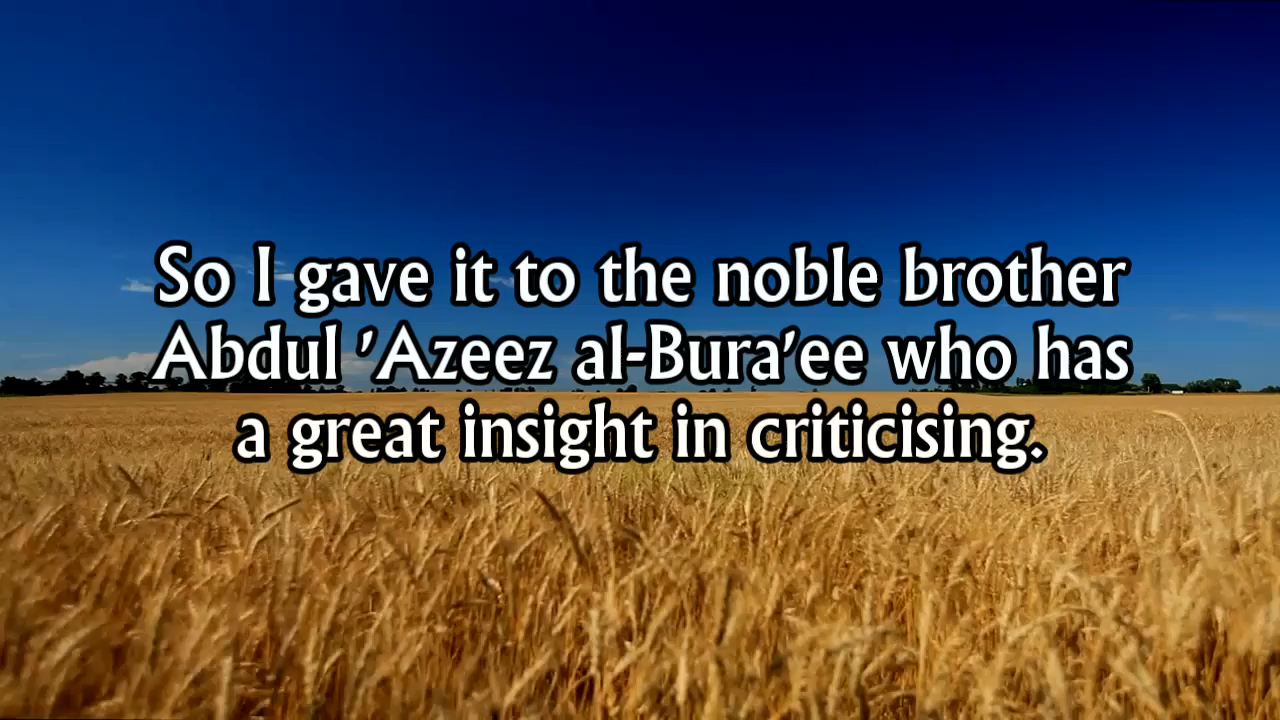 So I gave it to the noble brother
Abdul 'Azeez al-Bura'ee who has
a great insight in criticising.